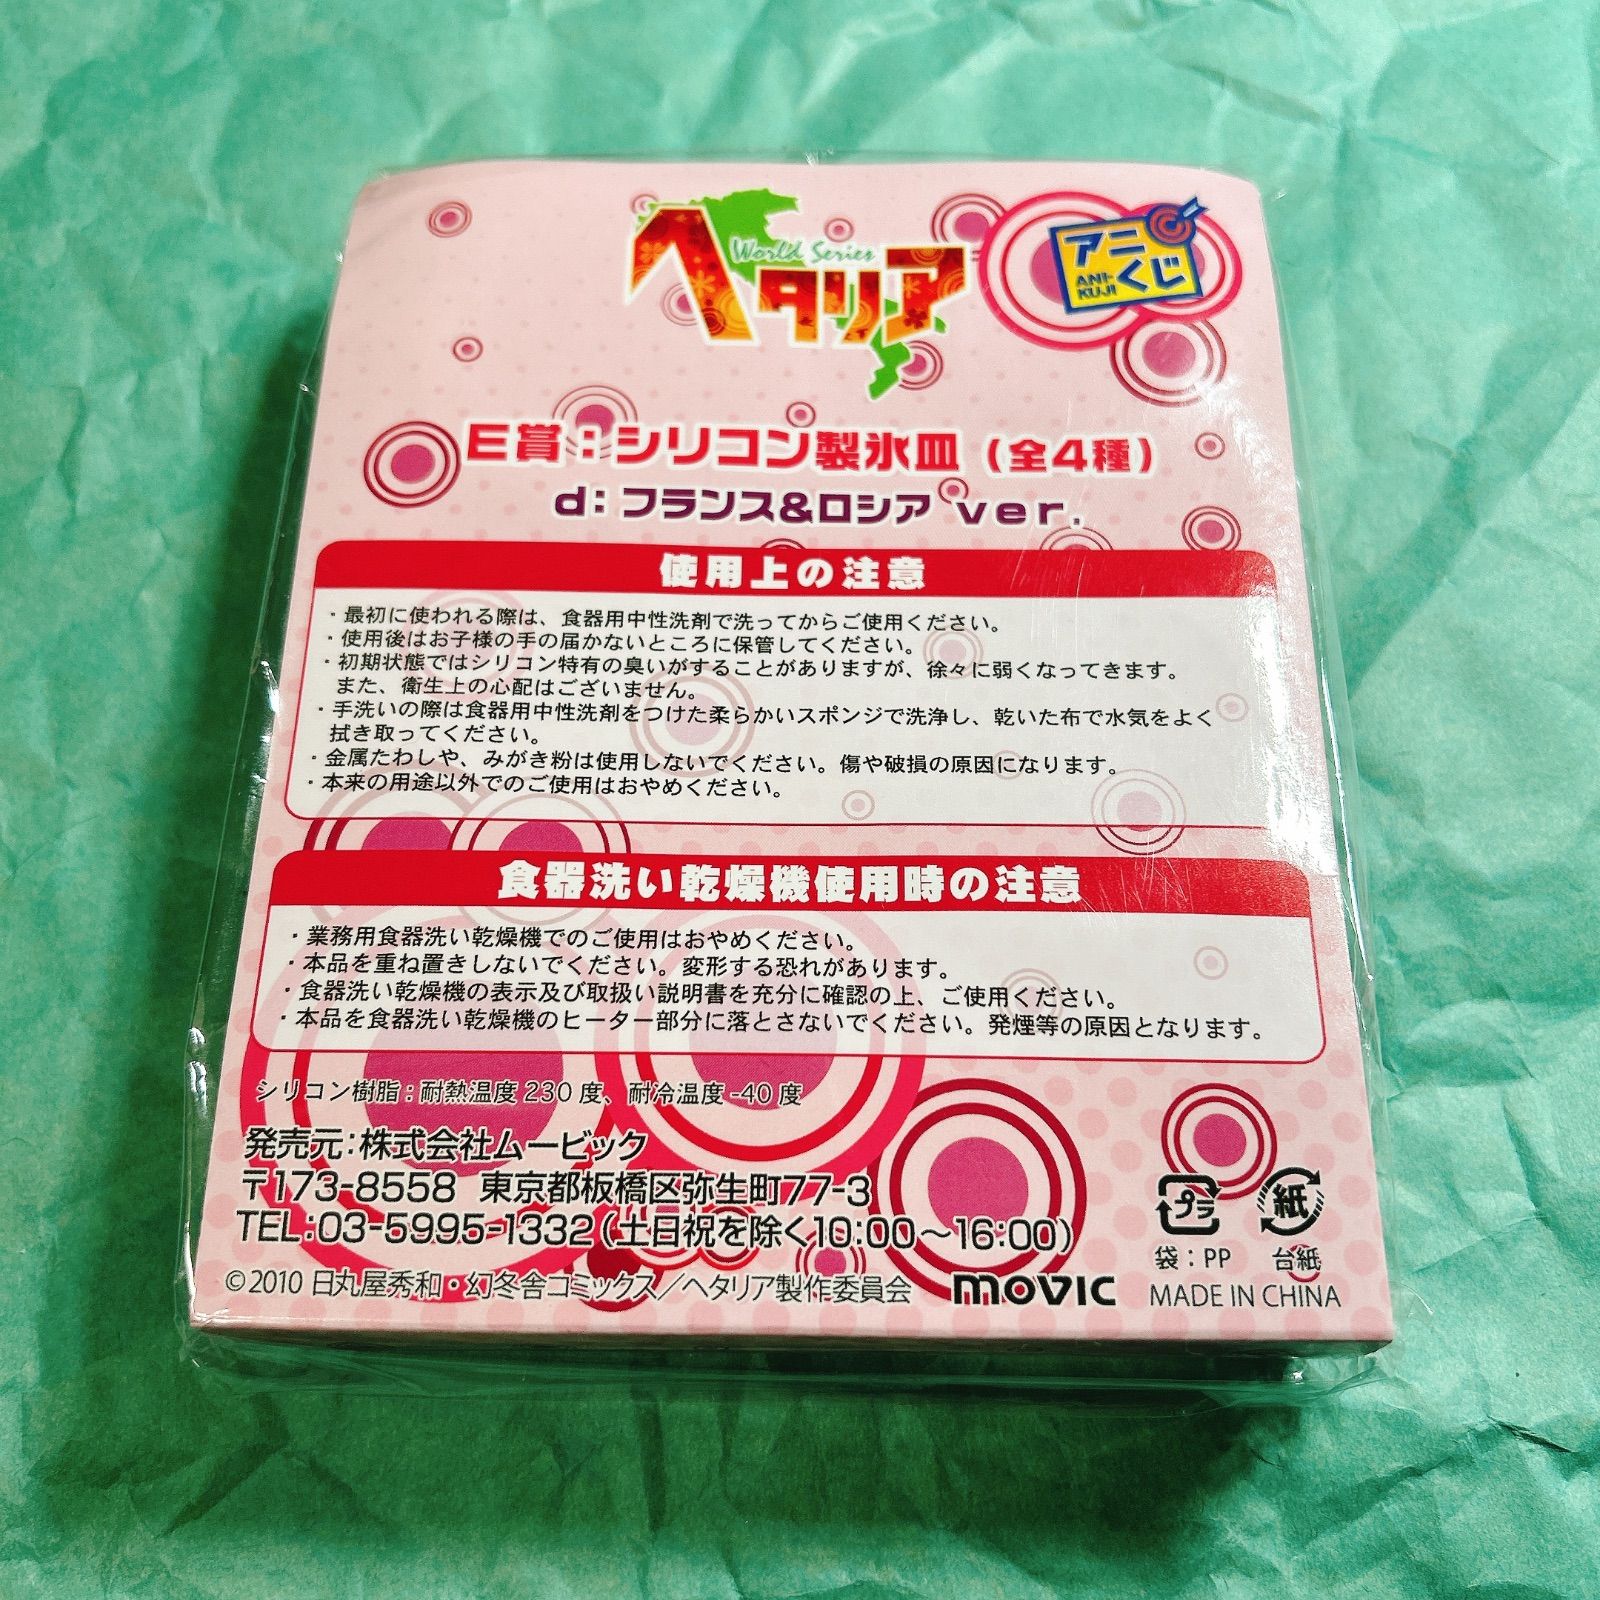 World Series
ヘタリア
アニくじ
ANI-KUJI
E賞：シリコン製氷皿（全4種）
d：フランス&ロシア ver.
使用上の注意
・最初に使われる際は、食器用中性洗剤で洗ってからご使用ください。
・使用後はお子様の手の届かないところに保管してください。
・初期状態ではシリコン特有の臭いがすることがありますが、徐々に弱くなってきます。
また、衛生上の心配はございません。
・手洗いの際は食器用中性洗剤をつけた柔らかいスポンジで洗浄し、乾いた布で水気をよく
拭き取ってください。
・金属たわしや、みがき粉は使用しないでください。傷や破損の原因になります。
・本来の用途以外でのご使用はおやめください。
食器洗い乾燥機使用時の注意
・業務用食器洗い乾燥機でのご使用はおやめください。
・本品を重ね置きしないでください。変形する恐れがあります。
・食器洗い乾燥機の表示及び取扱い説明書を充分に確認の上、ご使用ください。
・本品を食器洗い乾燥機のヒーター部分に落とさないでください。発煙等の原因となります。
シリコン樹脂：耐熱温度230度、耐冷温度-40度
発売元：株式会社ムービック
〒173-8558 東京都板橋区弥生町77-3
TEL:03-5995-1332(土日祝を除く10:00〜16:00)
プラ
紙
袋：PP
台紙
©2010 日丸屋秀和・幻冬舎コミックス／ヘタリア製作委員会
movic
MADE IN CHINA